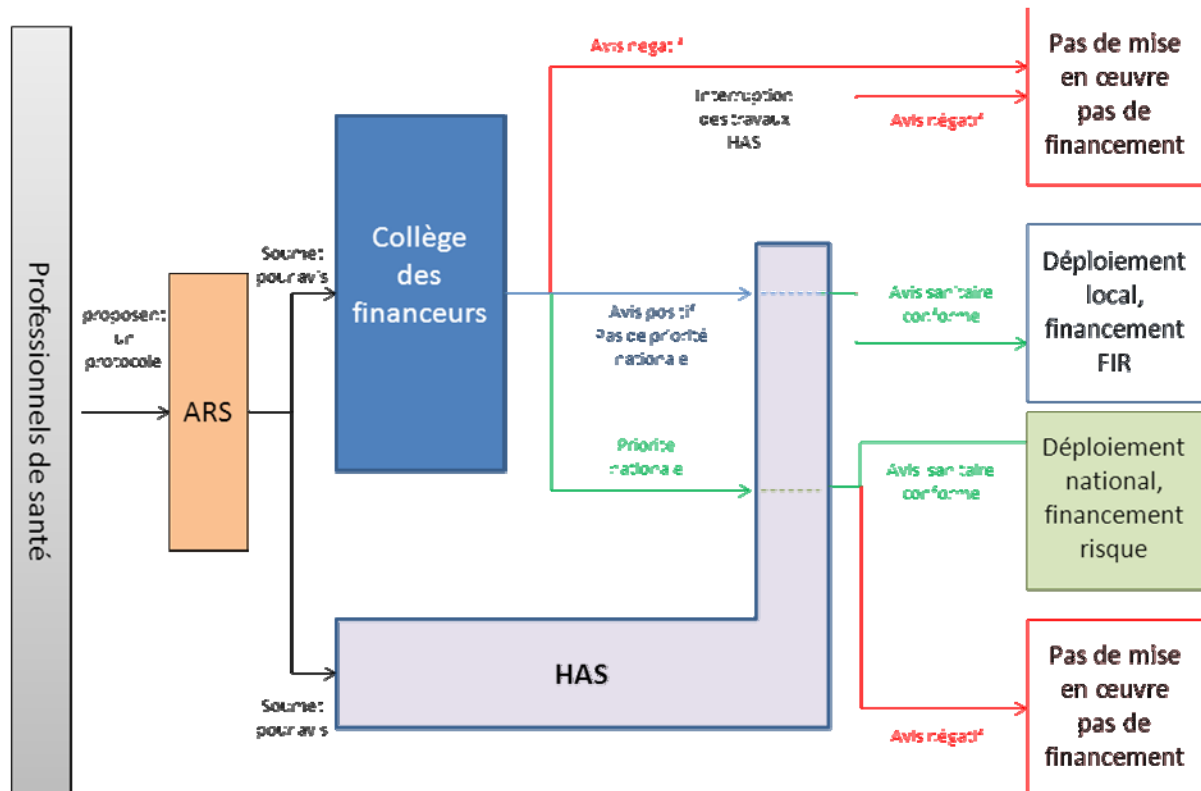 Professionnels de santé
proposent
un
protocole
ARS
Soumet
pour avis
Soumet
pour avis
Collège
des
financeurs
HAS
Avis négatif
Interruption
des travaux
HAS
Avis négatif
Avis positif
Pas de priorité
nationale
Priorite
nationale
Avis sanitaire
conforme
Avis sanitaire
conforme
Avis négatif
Pas de mise
en œuvre
pas de
financement
Déploiement
local,
financement
FIR
Déploiement
national,
financement
risque
Pas de mise
en œuvre
pas de
financement